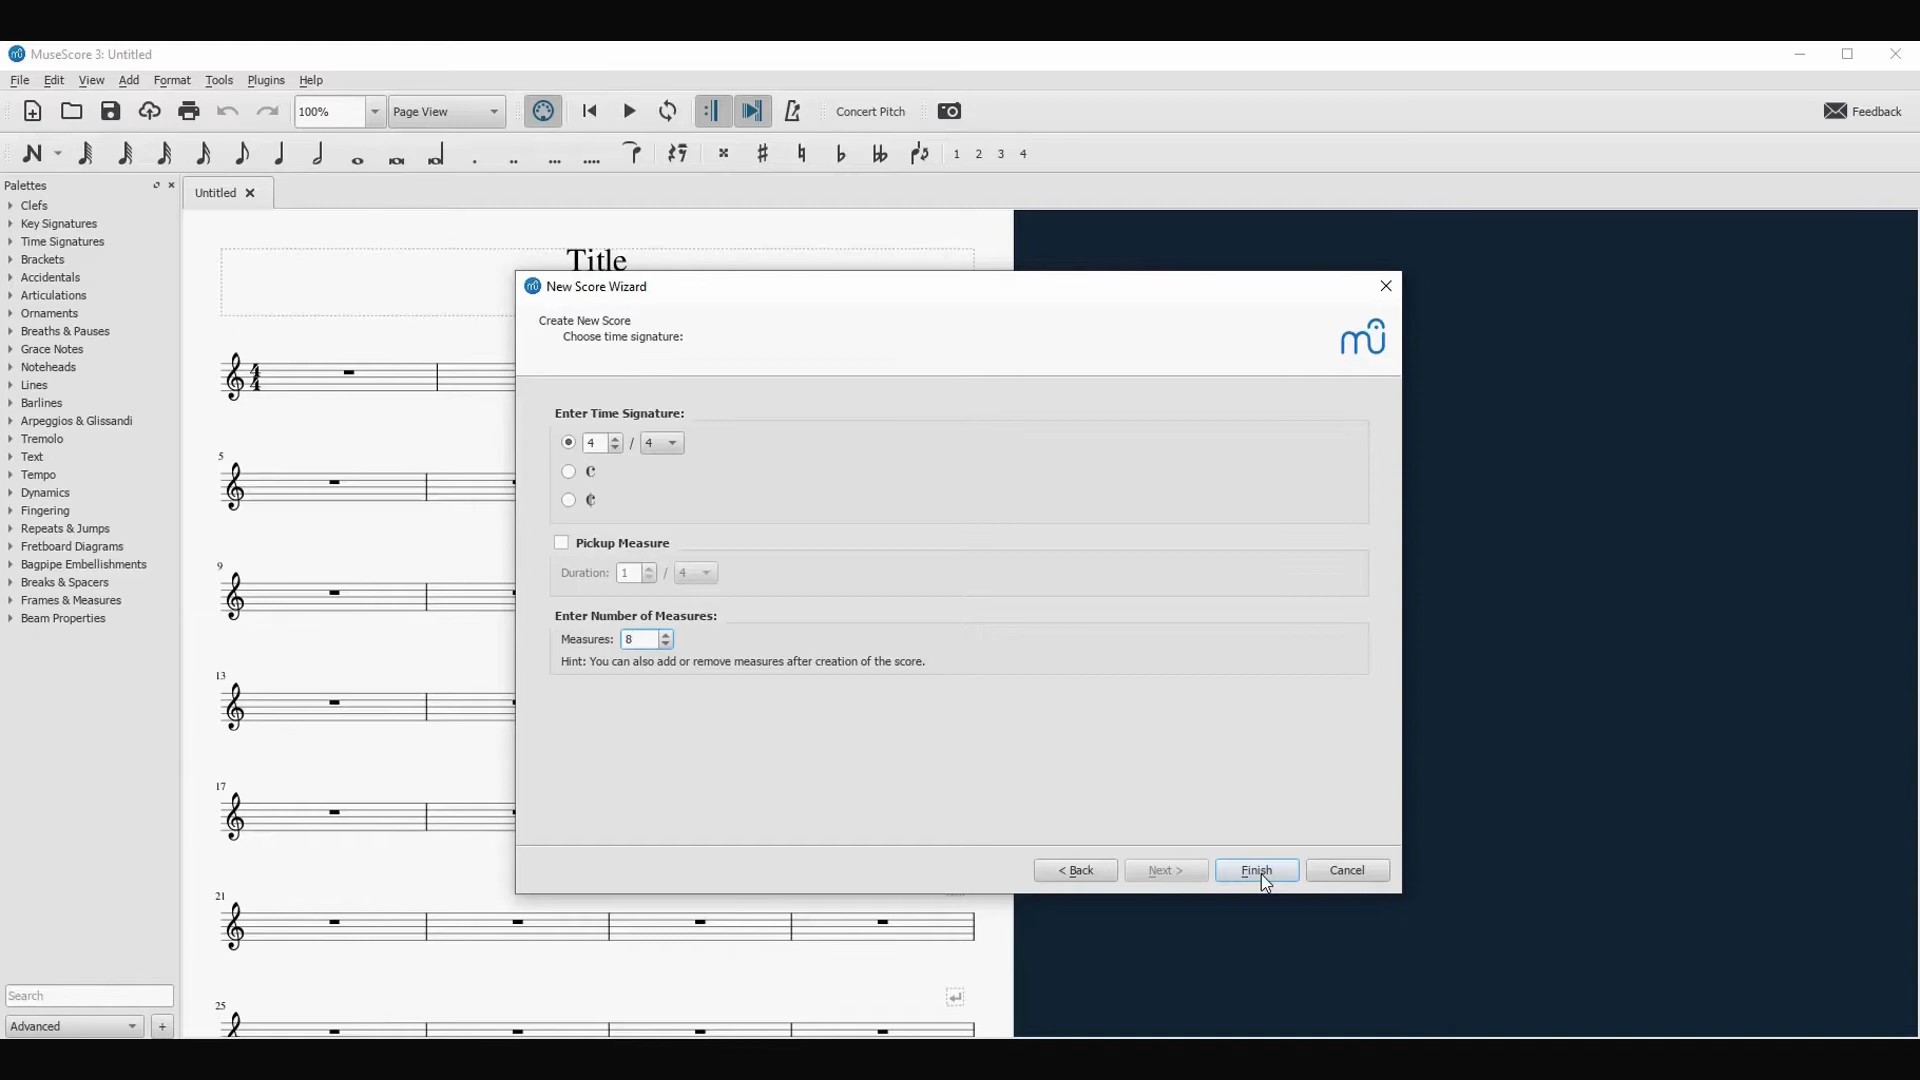 MuseScore 3: Untitled
File Edit View Add Format Tools Plugins Help
100% Page View Concert Pitch Feedback
1 2 3 4
Palettes
Untitled
Clefs
Key Signatures
Time Signatures
Brackets
Accidentals
Articulations
Ornaments
Breaths & Pauses
Grace Notes
Noteheads
Lines
Barlines
Arpeggios & Glissandi
Tremolo
Text
Tempo
Dynamics
Fingering
Repeats & Jumps
Fretboard Diagrams
Bagpipe Embellishments
Breaks & Spacers
Frames & Measures
Beam Properties
Search
Advanced +
Title
4
4
5
9
13
17
21
25
New Score Wizard
Create New Score
Choose time signature:
mu
Enter Time Signature:
4 / 4
Pickup Measure
Duration: 1 / 4
Enter Number of Measures:
Measures: 8
Hint: You can also add or remove measures after creation of the score.
< Back Next > Finish Cancel